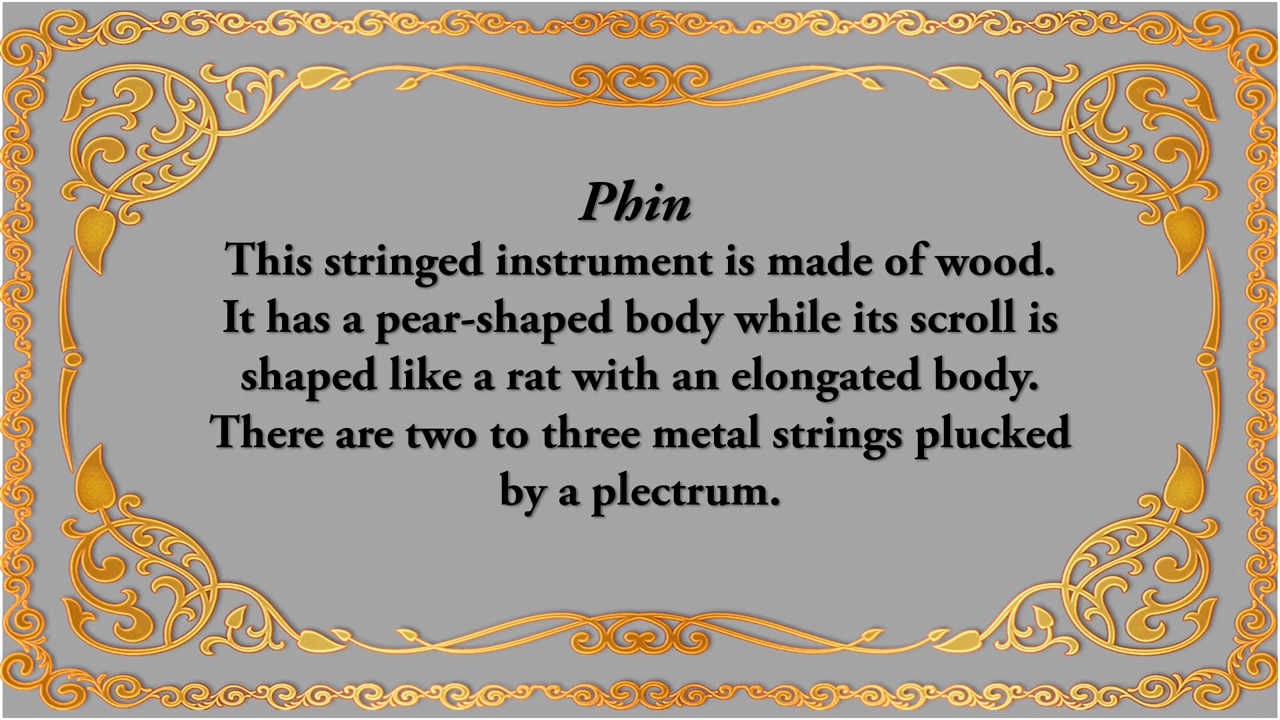 Phin
This stringed instrument is made of wood.
It has a pear-shaped body while its scroll is
shaped like a rat with an elongated body.
There are two to three metal strings plucked
by a plectrum.